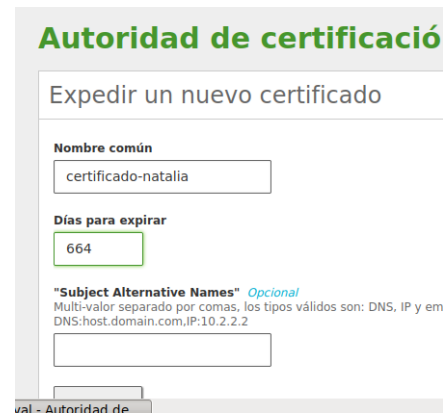 Autoridad de certificació
Expedir un nuevo certificado
Nombre común
certificado-natalia
Días para expirar
664
"Subject Alternative Names" Opcional
Multi-valor separado por comas, los tipos válidos son: DNS, IP y em
DNS:host.domain.com,IP:10.2.2.2
val - Autoridad de